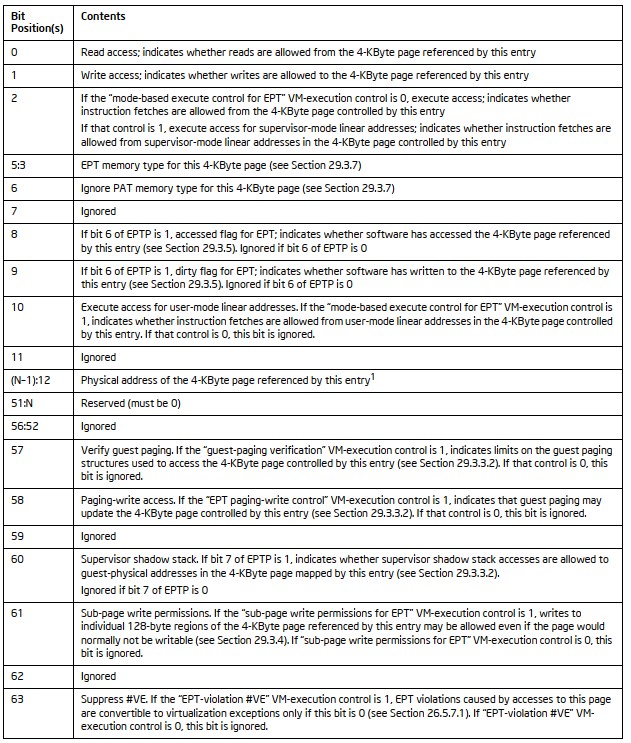 Bit
Position(s)
Contents
0
Read access; indicates whether reads are allowed from the 4-KByte page referenced by this entry
1
Write access; indicates whether writes are allowed to the 4-KByte page referenced by this entry
2
If the “mode-based execute control for EPT” VM-execution control is 0, execute access; indicates whether
instruction fetches are allowed from the 4-KByte page controlled by this entry
If that control is 1, execute access for supervisor-mode linear addresses; indicates whether instruction fetches are
allowed from supervisor-mode linear addresses in the 4-KByte page controlled by this entry
5:3
EPT memory type for this 4-KByte page (see Section 29.3.7)
6
Ignore PAT memory type for this 4-KByte page (see Section 29.3.7)
7
Ignored
8
If bit 6 of EPTP is 1, accessed flag for EPT; indicates whether software has accessed the 4-KByte page referenced
by this entry (see Section 29.3.5). Ignored if bit 6 of EPTP is 0
9
If bit 6 of EPTP is 1, dirty flag for EPT; indicates whether software has written to the 4-KByte page referenced by
this entry (see Section 29.3.5). Ignored if bit 6 of EPTP is 0
10
Execute access for user-mode linear addresses. If the “mode-based execute control for EPT” VM-execution control is
1, indicates whether instruction fetches are allowed from user-mode linear addresses in the 4-KByte page controlled
by this entry. If that control is 0, this bit is ignored.
11
Ignored
(N–1):12
Physical address of the 4-KByte page referenced by this entry1
51:N
Reserved (must be 0)
56:52
Ignored
57
Verify guest paging. If the “guest-paging verification” VM-execution control is 1, indicates limits on the guest paging
structures used to access the 4-KByte page controlled by this entry (see Section 29.3.3.2). If that control is 0, this
bit is ignored.
58
Paging-write access. If the “EPT paging-write control” VM-execution control is 1, indicates that guest paging may
update the 4-KByte page controlled by this entry (see Section 29.3.3.2). If that control is 0, this bit is ignored.
59
Ignored
60
Supervisor shadow stack. If bit 7 of EPTP is 1, indicates whether supervisor shadow stack accesses are allowed to
guest-physical addresses in the 4-KByte page mapped by this entry (see Section 29.3.3.2).
Ignored if bit 7 of EPTP is 0
61
Sub-page write permissions. If the “sub-page write permissions for EPT” VM-execution control is 1, writes to
individual 128-byte regions of the 4-KByte page referenced by this entry may be allowed even if the page would
normally not be writable (see Section 29.3.4). If “sub-page write permissions for EPT” VM-execution control is 0, this
bit is ignored.
62
Ignored
63
Suppress #VE. If the “EPT-violation #VE” VM-execution control is 1, EPT violations caused by accesses to this page
are convertible to virtualization exceptions only if this bit is 0 (see Section 26.5.7.1). If “EPT-violation #VE” VM-
execution control is 0, this bit is ignored.